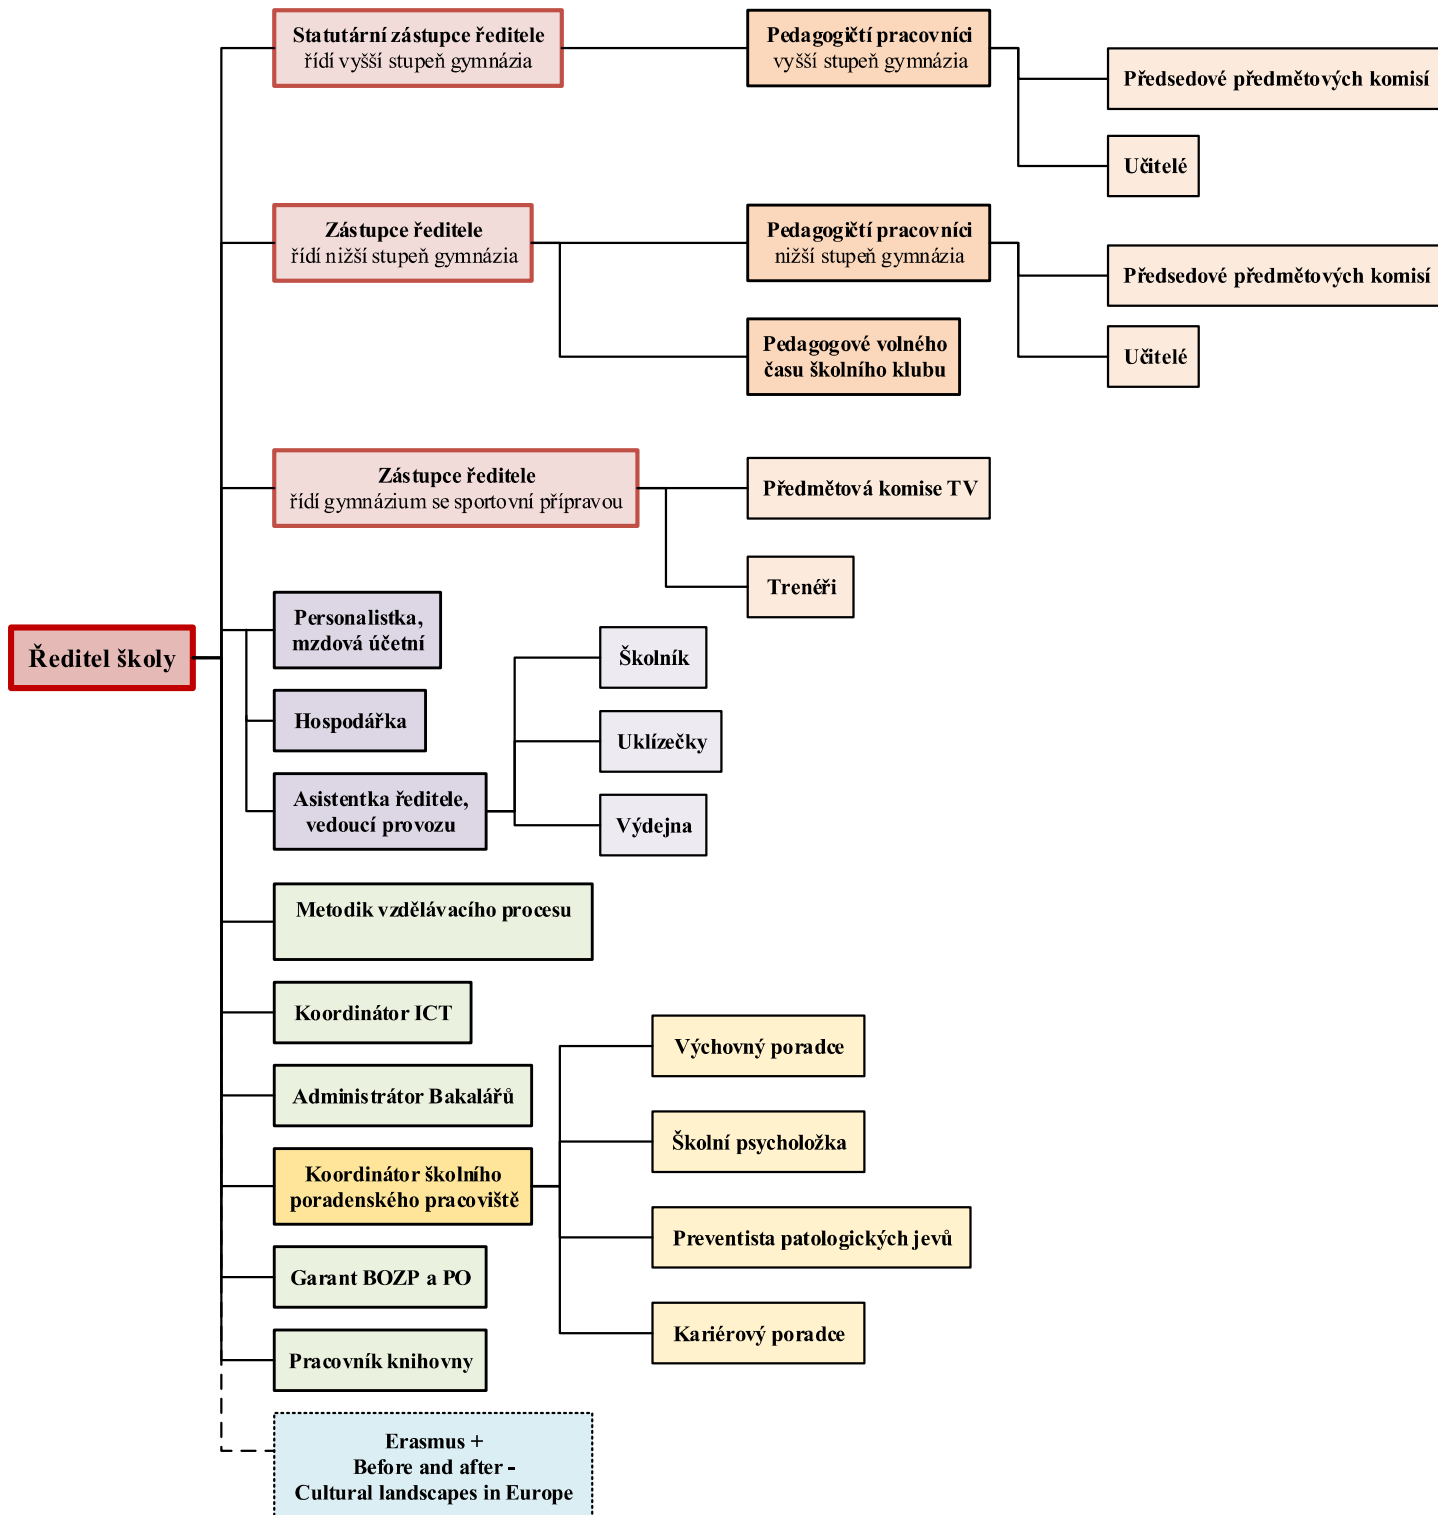 Statutární zástupce ředitele
řídí vyšší stupeň gymnázia
Pedagogičtí pracovníci
vyšší stupeň gymnázia
Předsedové předmětových komisí
Učitelé
Zástupce ředitele
řídí nižší stupeň gymnázia
Pedagogičtí pracovníci
nižší stupeň gymnázia
Předsedové předmětových komisí
Učitelé
Pedagogové volného
času školního klubu
Zástupce ředitele
řídí gymnázium se sportovní přípravou
Předmětová komise TV
Trenéři
Ředitel školy
Personalistka,
mzdová účetní
Hospodářka
Asistentka ředitele,
vedoucí provozu
Školník
Uklízečky
Výdejna
Metodik vzdělávacího procesu
Koordinátor ICT
Administrátor Bakalářů
Koordinátor školního
poradenského pracoviště
Výchovný poradce
Školní psycholožka
Preventista patologických jevů
Kariérový poradce
Garant BOZP a PO
Pracovník knihovny
Erasmus +
Before and after -
Cultural landscapes in Europe